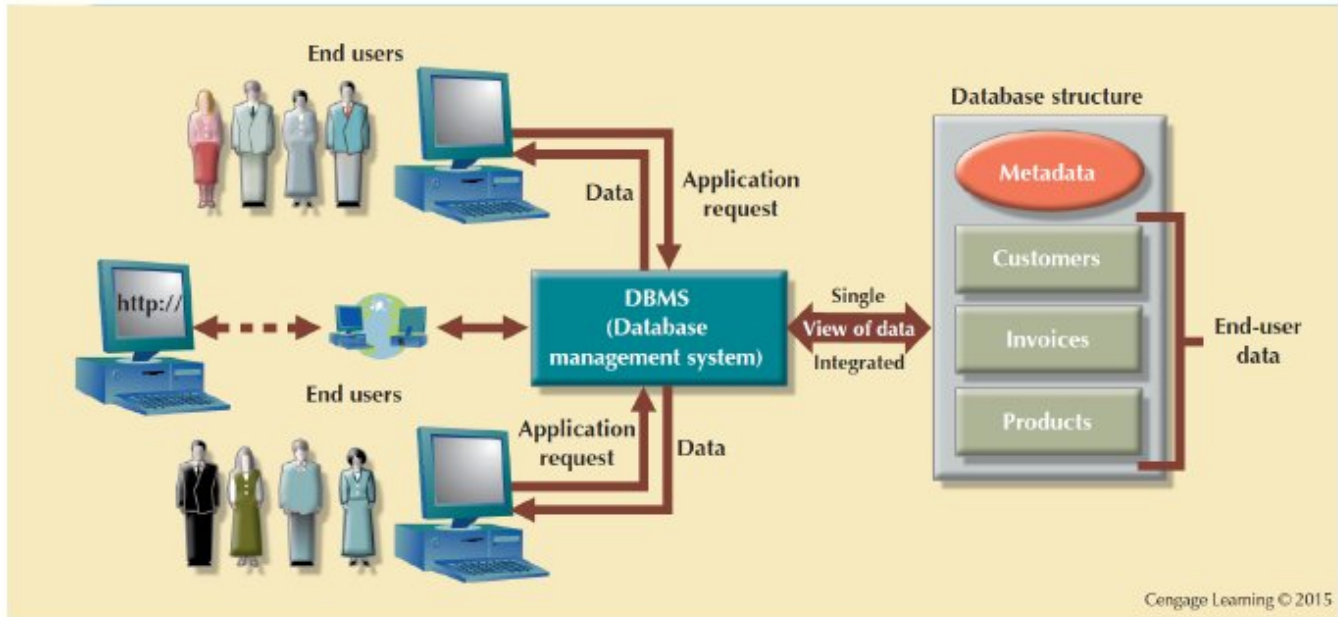 End users
Database structure
Metadata
Data
Application
request
Customers
http://
DBMS
(Database
management system)
Single
View of data
Integrated
Invoices
End-user
data
End users
Products
Application
request
Data
Cengage Learning © 2015